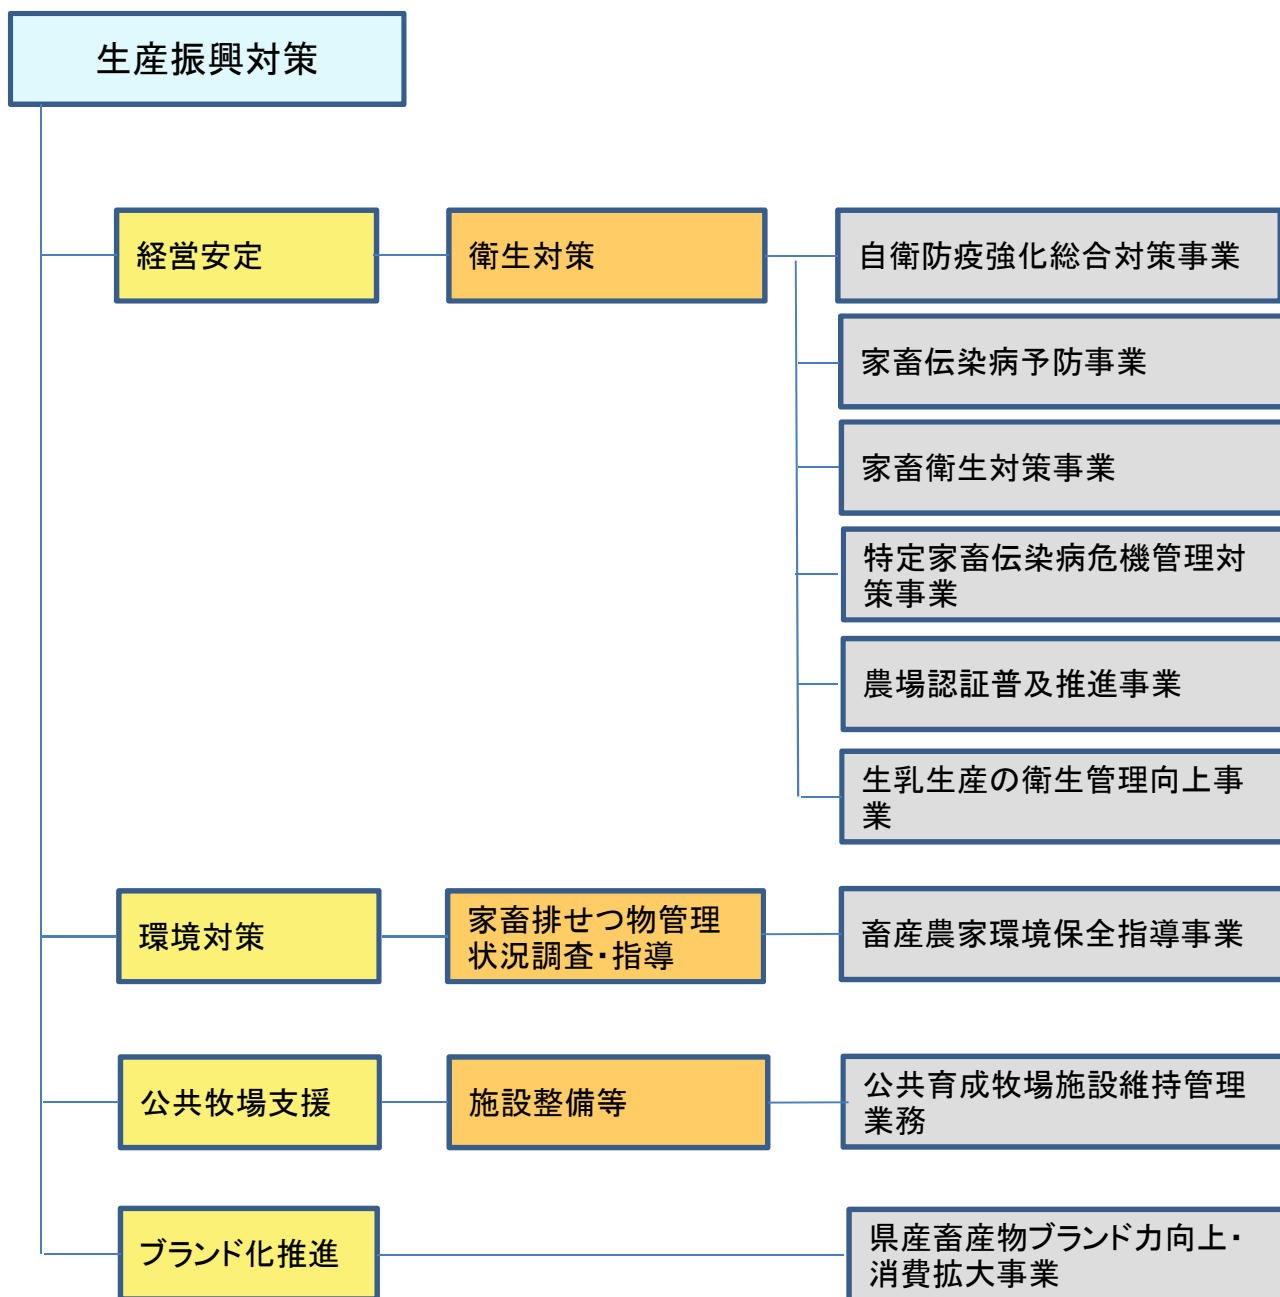 生産振興対策
経営安定
衛生対策
自衛防疫強化総合対策事業
家畜伝染病予防事業
家畜衛生対策事業
特定家畜伝染病危機管理対
策事業
農場認証普及推進事業
生乳生産の衛生管理向上事
業
環境対策
家畜排せつ物管理
状況調査・指導
畜産農家環境保全指導事業
公共牧場支援
施設整備等
公共育成牧場施設維持管理
業務
ブランド化推進
県産畜産物ブランド力向上・
消費拡大事業